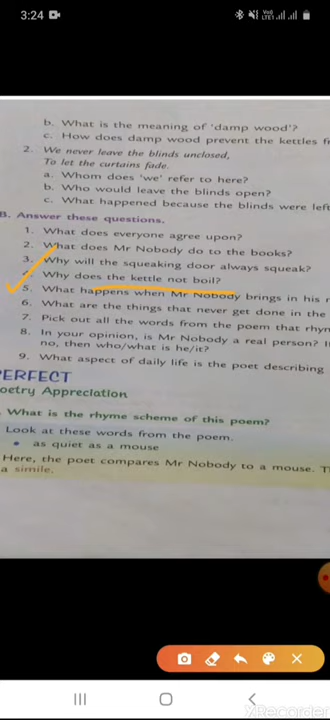 3:24
b. What is the meaning of 'damp wood'?
c. How does damp wood prevent the kettles
2. We never leave the blinds unclosed,
To let the curtains fade.
a. Whom does 'we' refer to here?
b. Who would leave the blinds open?
c. What happened because the blinds were left
B. Answer these questions.
1. What does everyone agree upon?
2. What does Mr Nobody do to the books?
3. Why will the squeaking door always squeak?
4. Why does the kettle not boil?
5. What happens when Mr Nobody brings in his
6. What are the things that never get done in the
7. Pick out all the words from the poem that
8. In your opinion, is Mr Nobody a real person?
no, then who/what is he/it?
9. What aspect of daily life is the poet describing
PERFECT
Poetry Appreciation
What is the rhyme scheme of this poem?
Look at these words from the poem.
• as quiet as a mouse
Here, the poet compares Mr Nobody to a mouse.
a simile.
XRecorder